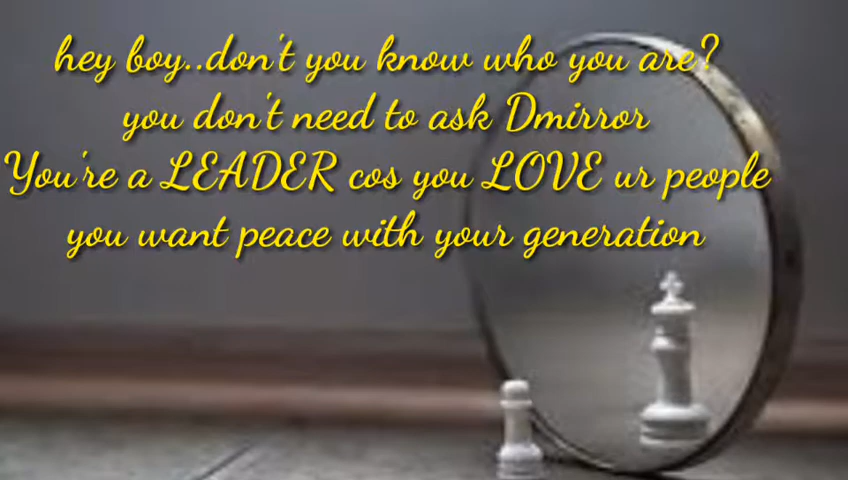 hey boy..don't you know who you are?
you don't need to ask Dmirror
You're a LEADER cos you LOVE ur people
you want peace with your generation